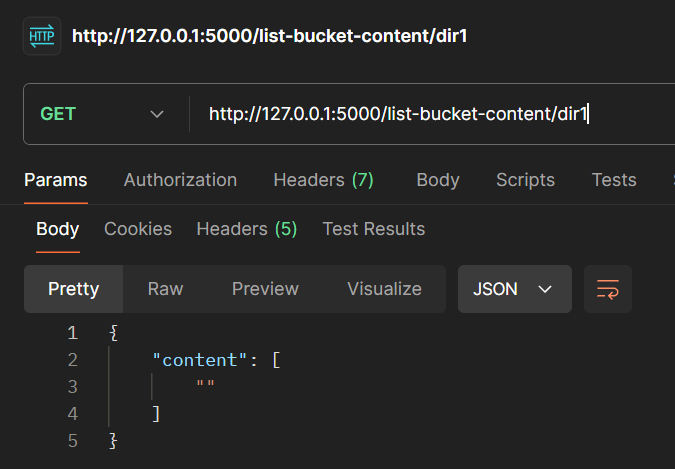 HTTP http://127.0.0.1:5000/list-bucket-content/dir1
GET http://127.0.0.1:5000/list-bucket-content/dir1
Params Authorization Headers (7) Body Scripts Tests
Body Cookies Headers (5) Test Results
Pretty Raw Preview Visualize JSON
1 {
2 "content": [
3 ""
4 ]
5 }